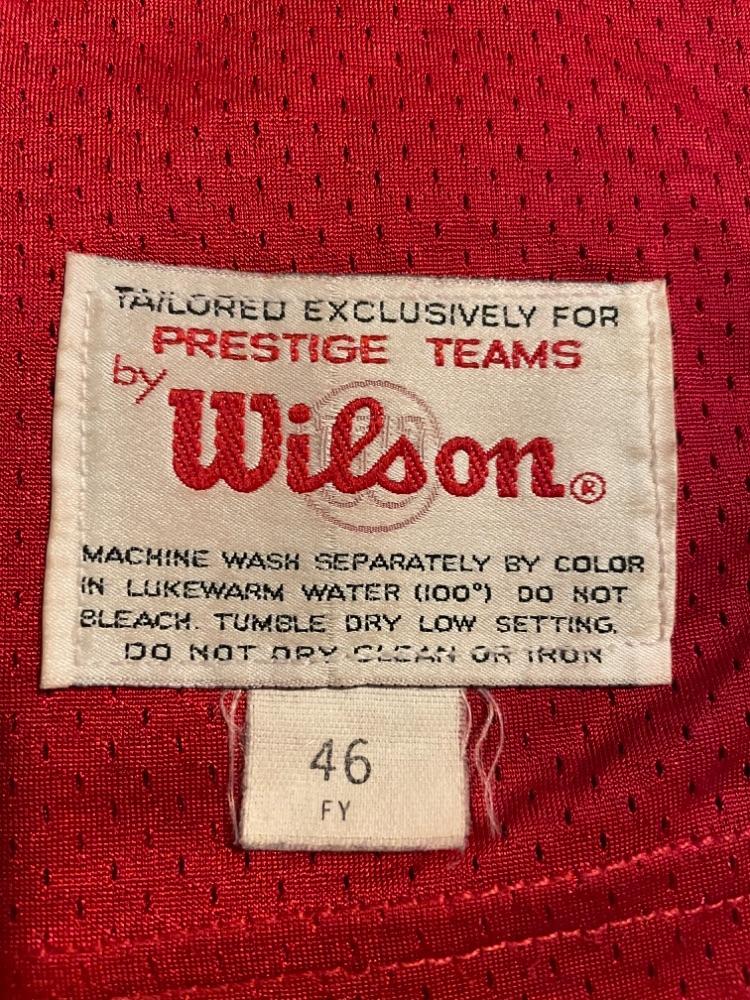 TAILORED EXCLUSIVELY FOR
PRESTIGE TEAMS
by
Wilson®
MACHINE WASH SEPARATELY BY COLOR
IN LUKEWARM WATER (100°) DO NOT
BLEACH. TUMBLE DRY LOW SETTING.
DO NOT DRY CLEAN OR IRON
46
FY